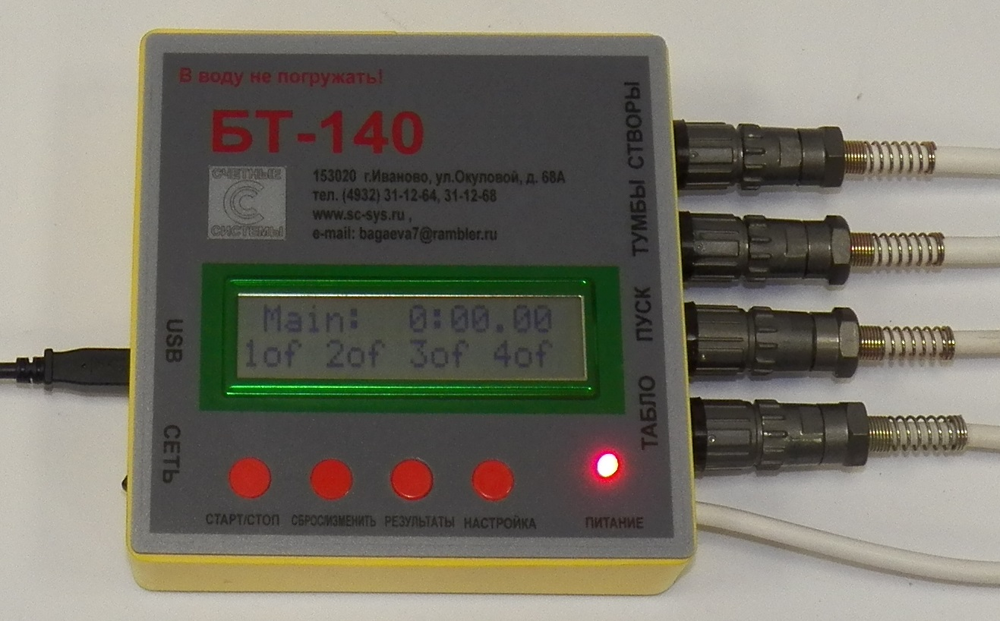 В воду не погружать!
БТ-140
СЧЕТНЫЕ
С
СИСТЕМЫ
153020 г.Иваново, ул.Окуловой, д. 68А
тел. (4932) 31-12-64, 31-12-68
www.sc-sys.ru ,
e-mail: bagaeva7@rambler.ru
СТВОРЫ
ТУМБЫ
ПУСК
ТАБЛО
USB
СЕТЬ
Main: 0:00.00
1of 2of 3of 4of
СТАРТ/СТОП СБРОС/ИЗМЕНИТЬ РЕЗУЛЬТАТЫ НАСТРОЙКА ПИТАНИЕ